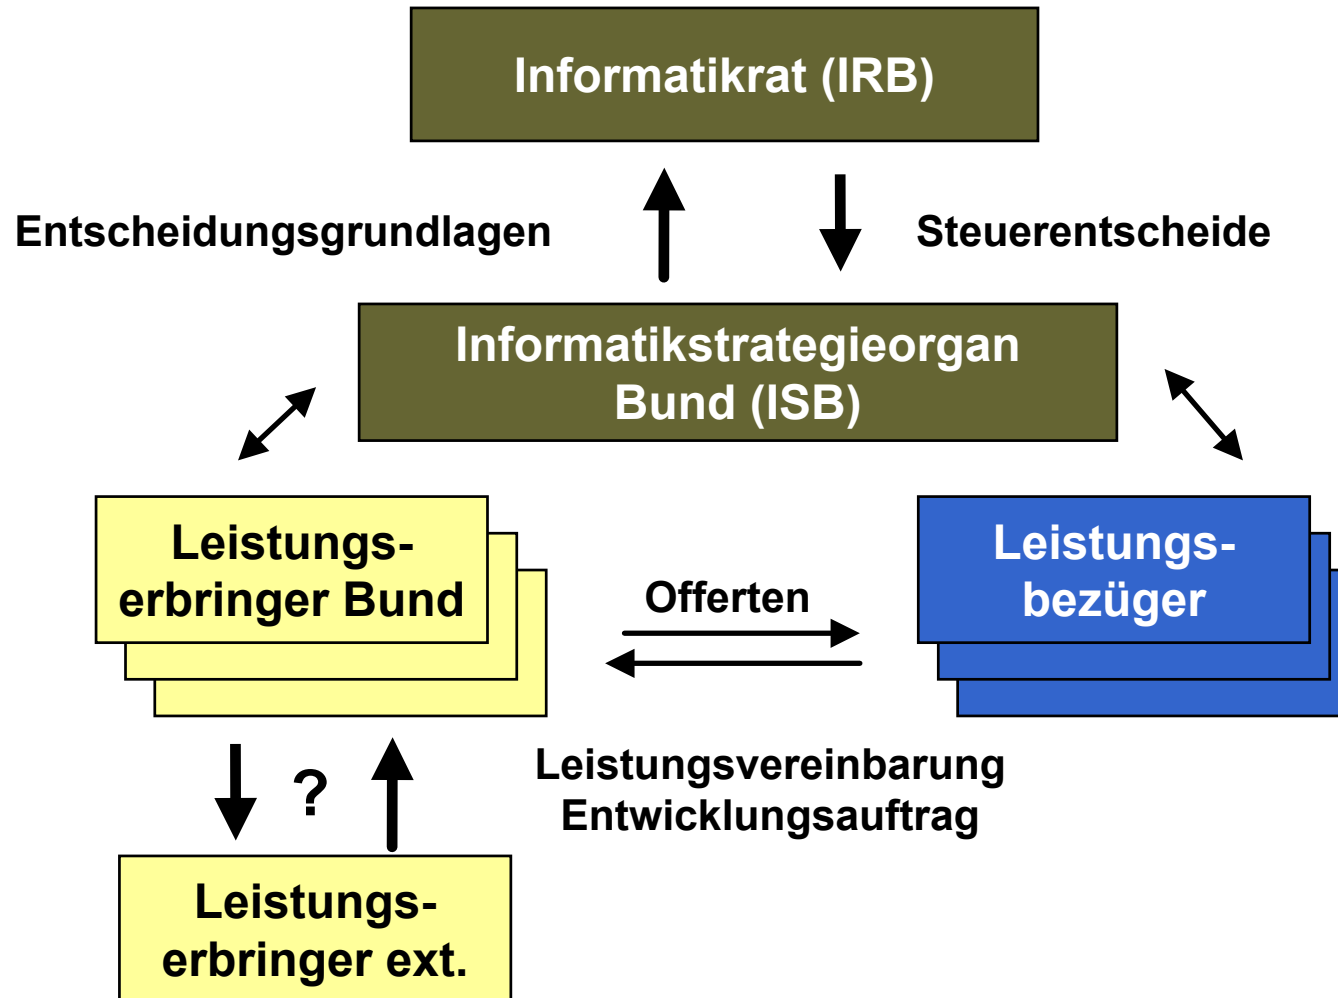 Informatikrat (IRB)
Entscheidungsgrundlagen
Steuerentscheide
Informatikstrategieorgan
Bund (ISB)
Leistungs-
erbringer Bund
Offerten
Leistungs-
bezüger
Leistungsvereinbarung
Entwicklungsauftrag
?
Leistungs-
erbringer ext.